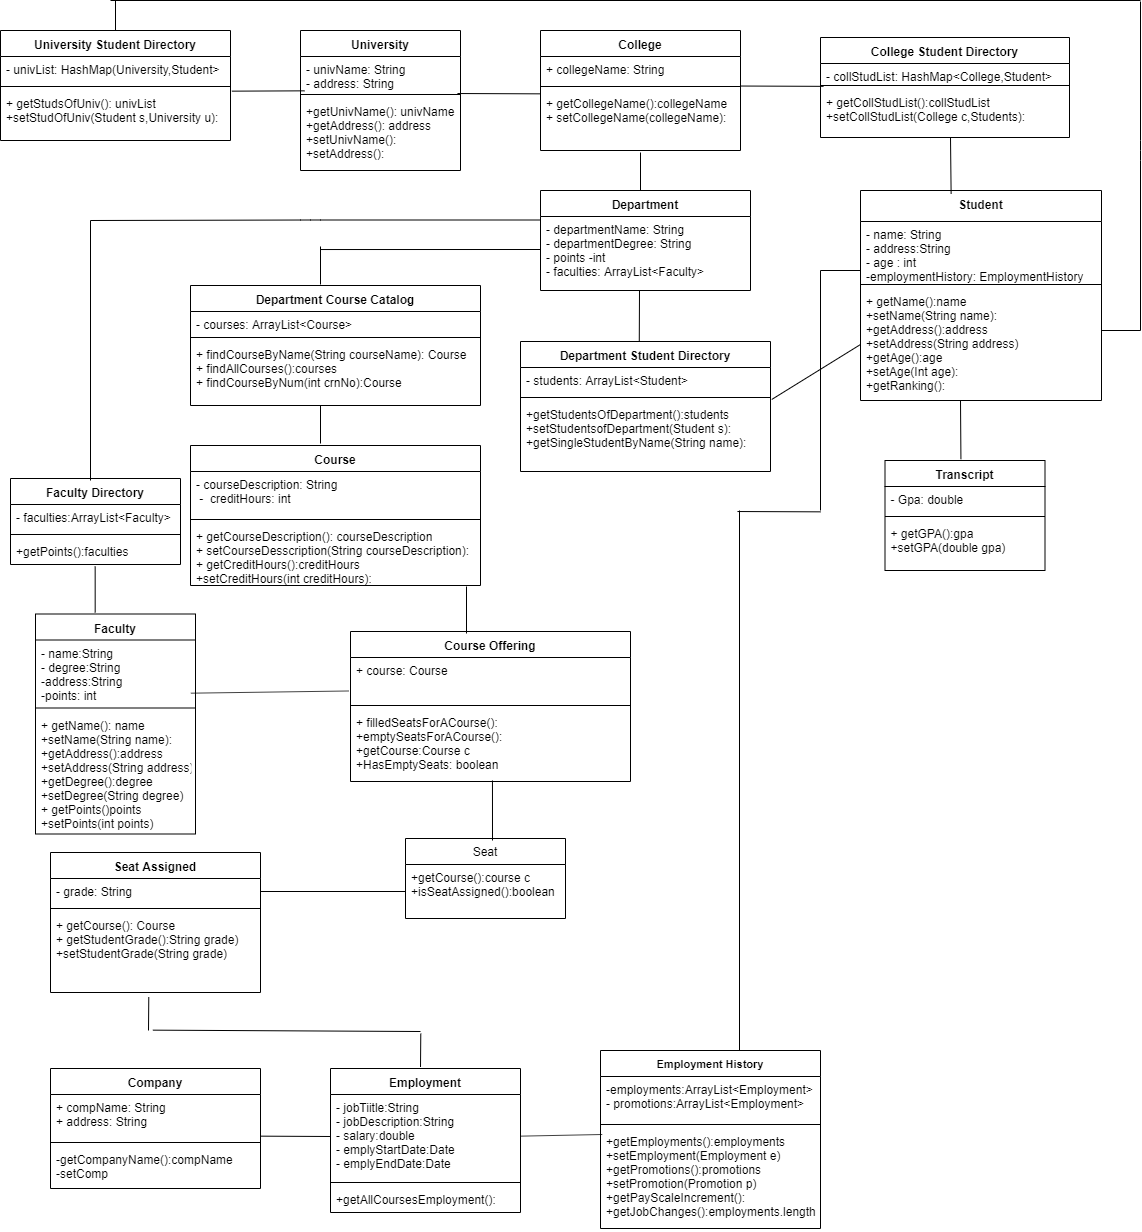 University Student Directory
- univList: HashMap(University,Student>
+ getStudsOfUniv(): univList
+setStudOfUniv(Student s,University u):
University
- univName: String
- address: String
+getUnivName(): univName
+getAddress(): address
+setUnivName():
+setAddress():
College
+ collegeName: String
+ getCollegeName():collegeName
+ setCollegeName(collegeName):
College Student Directory
- collStudList: HashMap<College,Student>
+ getCollStudList():collStudList
+setCollStudList(College c,Students):
Department
- departmentName: String
- departmentDegree: String
- points -int
- faculties: ArrayList<Faculty>
Student
- name: String
- address:String
- age : int
-employmentHistory: EmploymentHistory
+ getName():name
+setName(String name):
+getAddress():address
+setAddress(String address)
+getAge():age
+setAge(Int age):
+getRanking():
Department Course Catalog
- courses: ArrayList<Course>
+ findCourseByName(String courseName): Course
+ findAllCourses():courses
+ findCourseByNum(int crnNo):Course
Department Student Directory
- students: ArrayList<Student>
+getStudentsOfDepartment():students
+setStudentsofDepartment(Student s):
+getSingleStudentByName(String name):
Course
- courseDescription: String
- creditHours: int
+ getCourseDescription(): courseDescription
+ setCourseDesscription(String courseDescription):
+ getCreditHours():creditHours
+setCreditHours(int creditHours):
Transcript
- Gpa: double
+ getGPA():gpa
+setGPA(double gpa)
Faculty Directory
- faculties:ArrayList<Faculty>
+getPoints():faculties
Faculty
- name:String
- degree:String
-address:String
-points: int
+ getName(): name
+setName(String name):
+getAddress():address
+setAddress(String address)
+getDegree():degree
+setDegree(String degree)
+ getPoints()points
+setPoints(int points)
Course Offering
+ course: Course
+ filledSeatsForACourse():
+emptySeatsForACourse():
+getCourse:Course c
+HasEmptySeats: boolean
Seat
+getCourse():course c
+isSeatAssigned():boolean
Seat Assigned
- grade: String
+ getCourse(): Course
+ getStudentGrade():String grade)
+setStudentGrade(String grade)
Company
+ compName: String
+ address: String
-getCompanyName():compName
-setComp
Employment
- jobTiitle:String
- jobDescription:String
- salary:double
- emplyStartDate:Date
- emplyEndDate:Date
+getAllCoursesEmployment():
Employment History
-employments:ArrayList<Employment>
- promotions:ArrayList<Employment>
+getEmployments():employments
+setEmployment(Employment e)
+getPromotions():promotions
+setPromotion(Promotion p)
+getPayScaleIncrement():
+getJobChanges():employments.length